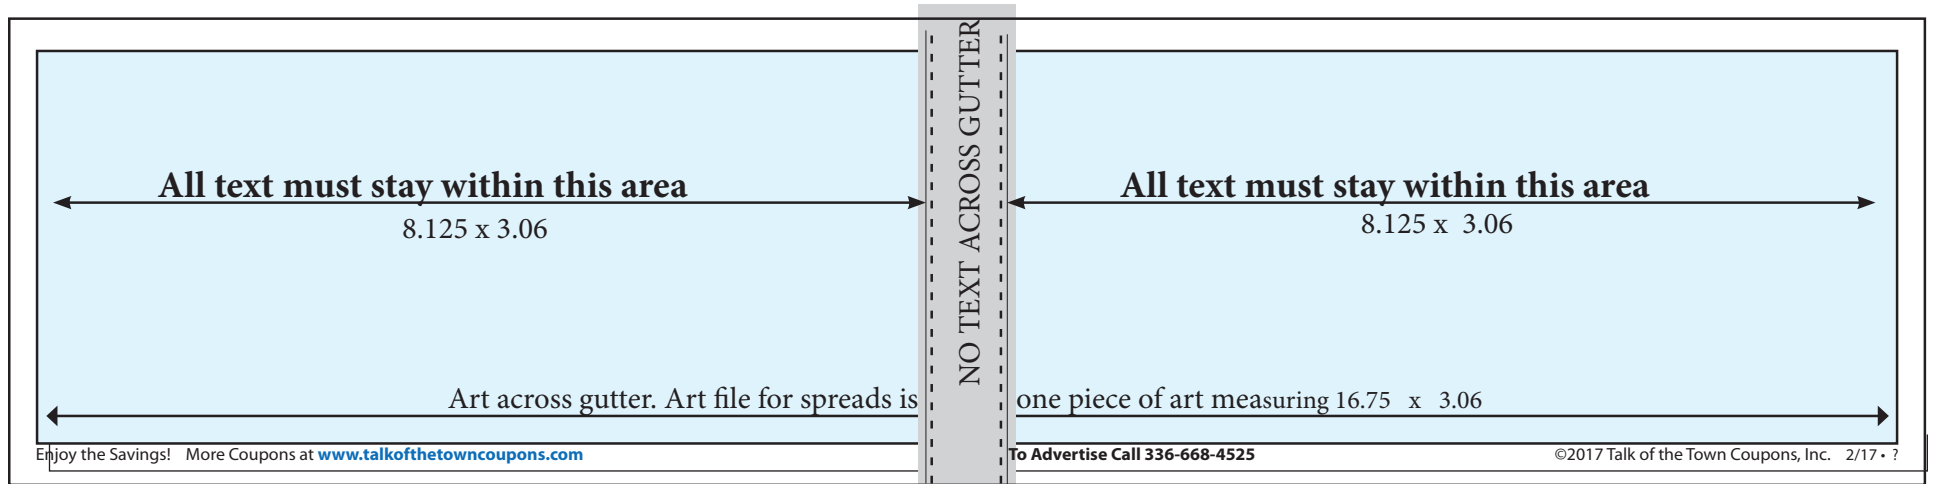 All text must stay within this area
8.125 x 3.06
NO TEXT ACROSS GUTTER
All text must stay within this area
8.125 x 3.06
Art across gutter. Art file for spreads is one piece of art measuring 16.75 x 3.06
Enjoy the Savings! More Coupons at www.talkofthetowncoupons.com To Advertise Call 336-668-4525 ©2017 Talk of the Town Coupons, Inc. 2/17 • ?